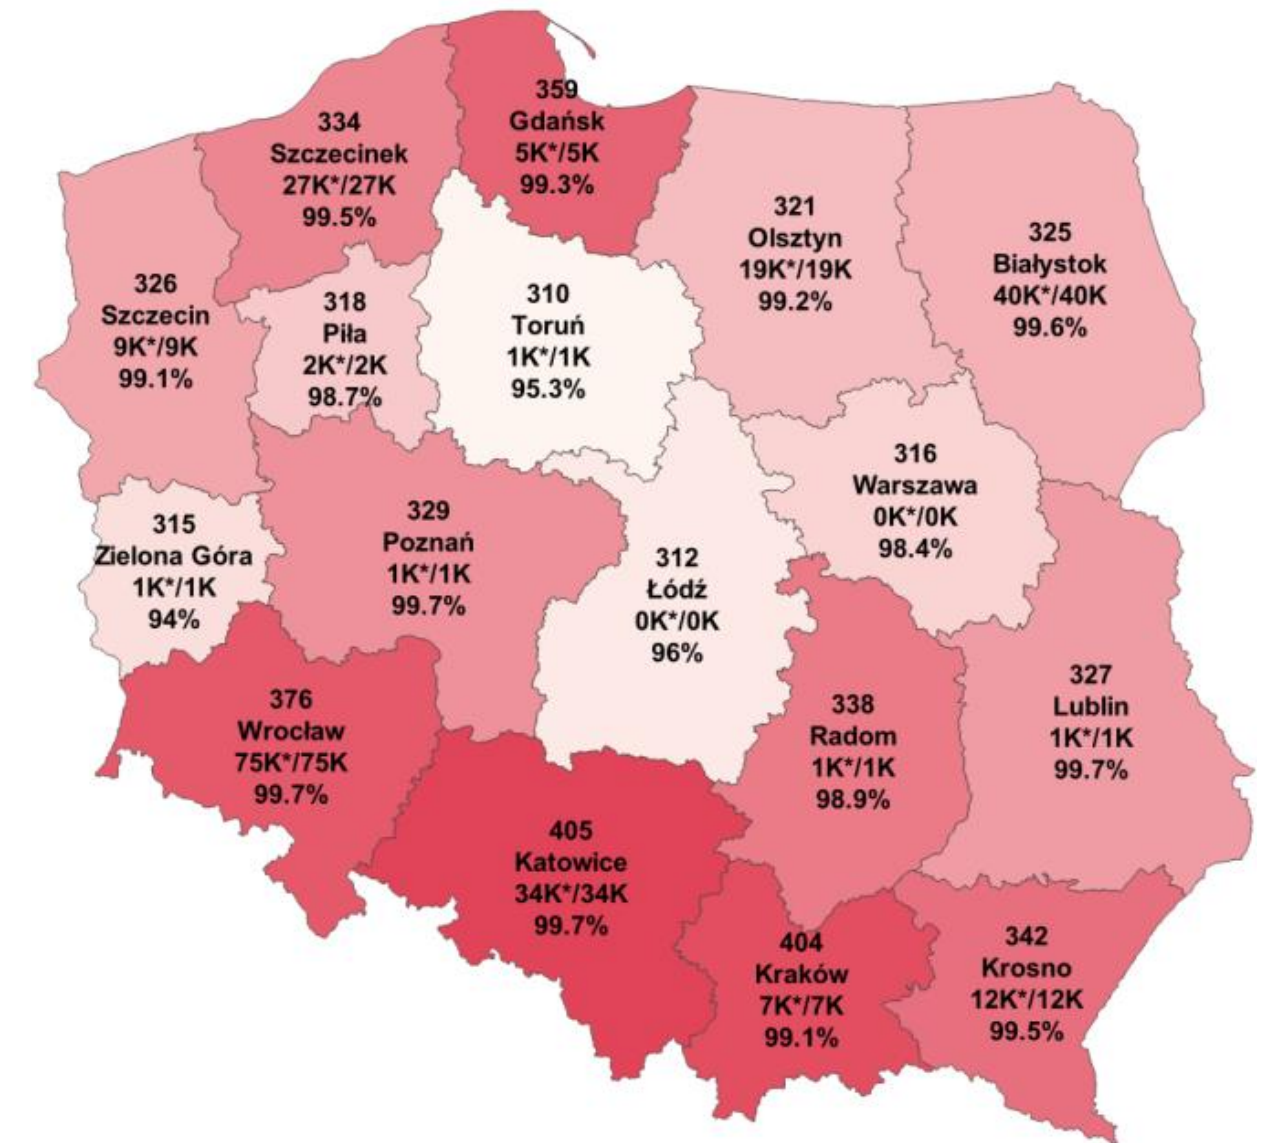 359
Gdańsk
5K*/5K
99.3%
334
Szczecinek
27K*/27K
99.5%
321
Olsztyn
19K*/19K
99.2%
325
Białystok
40K*/40K
99.6%
326
Szczecin
9K*/9K
99.1%
318
Piła
2K*/2K
98.7%
310
Toruń
1K*/1K
95.3%
316
Warszawa
0K*/0K
98.4%
315
Zielona Góra
1K*/1K
94%
329
Poznań
1K*/1K
99.7%
312
Łódź
0K*/0K
96%
376
Wrocław
75K*/75K
99.7%
338
Radom
1K*/1K
98.9%
327
Lublin
1K*/1K
99.7%
405
Katowice
34K*/34K
99.7%
404
Kraków
7K*/7K
99.1%
342
Krosno
12K*/12K
99.5%